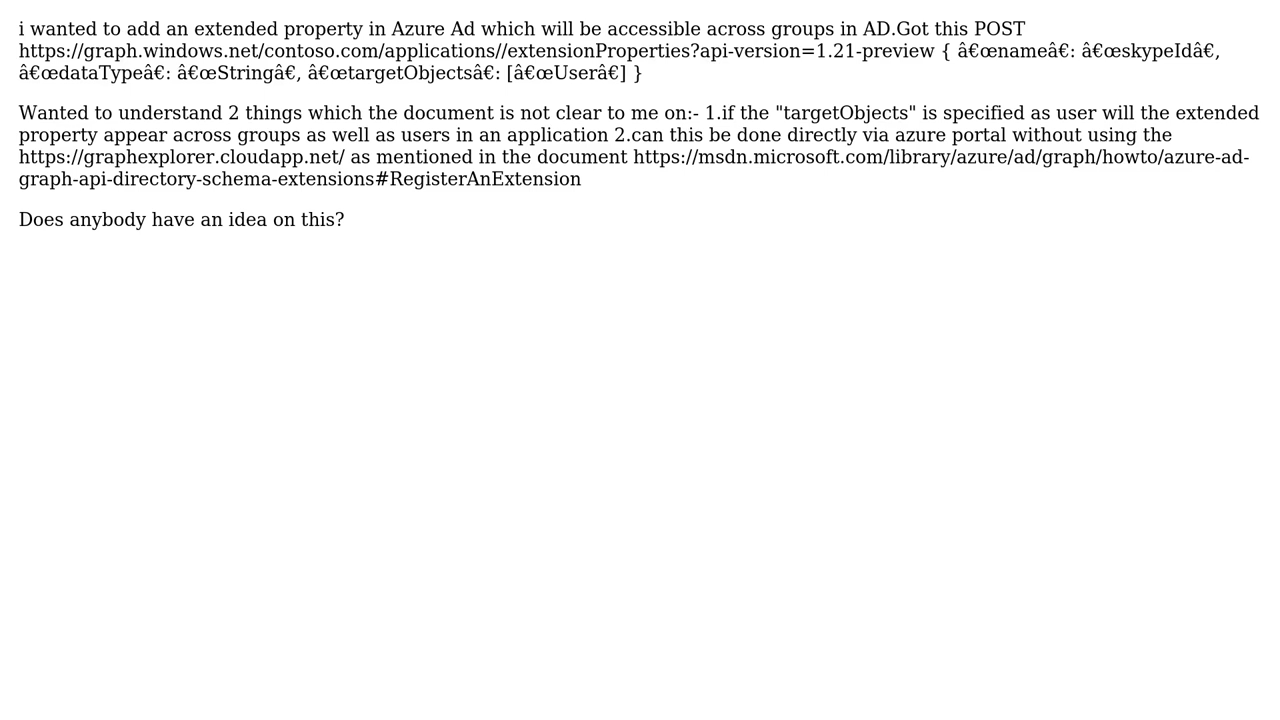 i wanted to add an extended property in Azure Ad which will be accessible across groups in AD.Got this POST
https://graph.windows.net/contoso.com/applications//extensionProperties?api-version=1.21-preview { â€œnameâ€: â€œskypeIdâ€,
â€œdataTypeâ€: â€œStringâ€, â€œtargetObjectsâ€: [â€œUserâ€] }
Wanted to understand 2 things which the document is not clear to me on:- 1.if the "targetObjects" is specified as user will the extended
property appear across groups as well as users in an application 2.can this be done directly via azure portal without using the
https://graphexplorer.cloudapp.net/ as mentioned in the document https://msdn.microsoft.com/library/azure/ad/graph/howto/azure-ad-
graph-api-directory-schema-extensions#RegisterAnExtension
Does anybody have an idea on this?